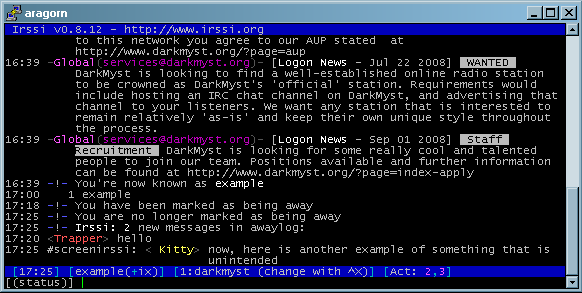 aragorn
Irssi v0.8.12 - http://www.irssi.org
to this network you agree to our AUP stated  at
http://www.darkmyst.org/?page=aup
16:39 -Global(services@darkmyst.org)- [Logon News - Jul 22 2008] WANTED
DarkMyst is looking to find a well-established online radio station
to be crowned as DarkMyst's 'official' station. Requirements would
include hosting an IRC chat channel on DarkMyst, and advertising that
channel to your listeners. We want any station that is interested to
remain relatively 'as-is' and keep their own unique style throughout
the process.
16:39 -Global(services@darkmyst.org)- [Logon News - Sep 01 2008] Staff
Recruitment  DarkMyst is looking for some really cool and talented
people to join our team. Positions available and further information
can be found at http://www.darkmyst.org/?page=index-apply
16:39 -!- You're now known as example
17:00    1 example
17:18 -!- You have been marked as being away
17:25 -!- You are no longer marked as being away
17:25 -!- Irssi: 2 new messages in awaylog:
17:20 <Trapper> hello
17:25 #screenirssi: < Kitty> now, here is another example of something that is
unintended
[17:25] [example(+ix)] [1:darkmyst (change with ^X)] [Act: 2,3]
[(status)]